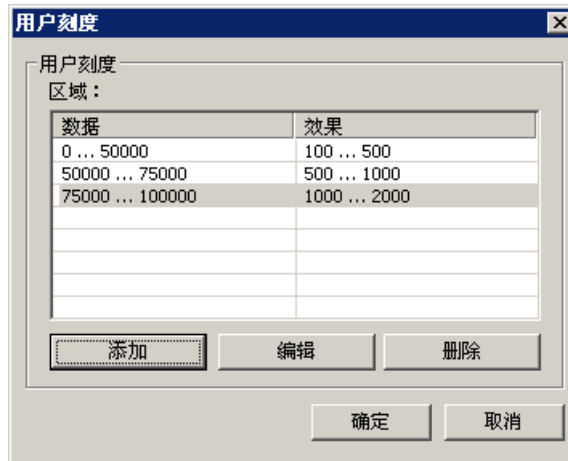 用户刻度
用户刻度
区域：
数据 效果
0 ... 50000 100 ... 500
50000 ... 75000 500 ... 1000
75000 ... 100000 1000 ... 2000
添加 编辑 删除
确定 取消